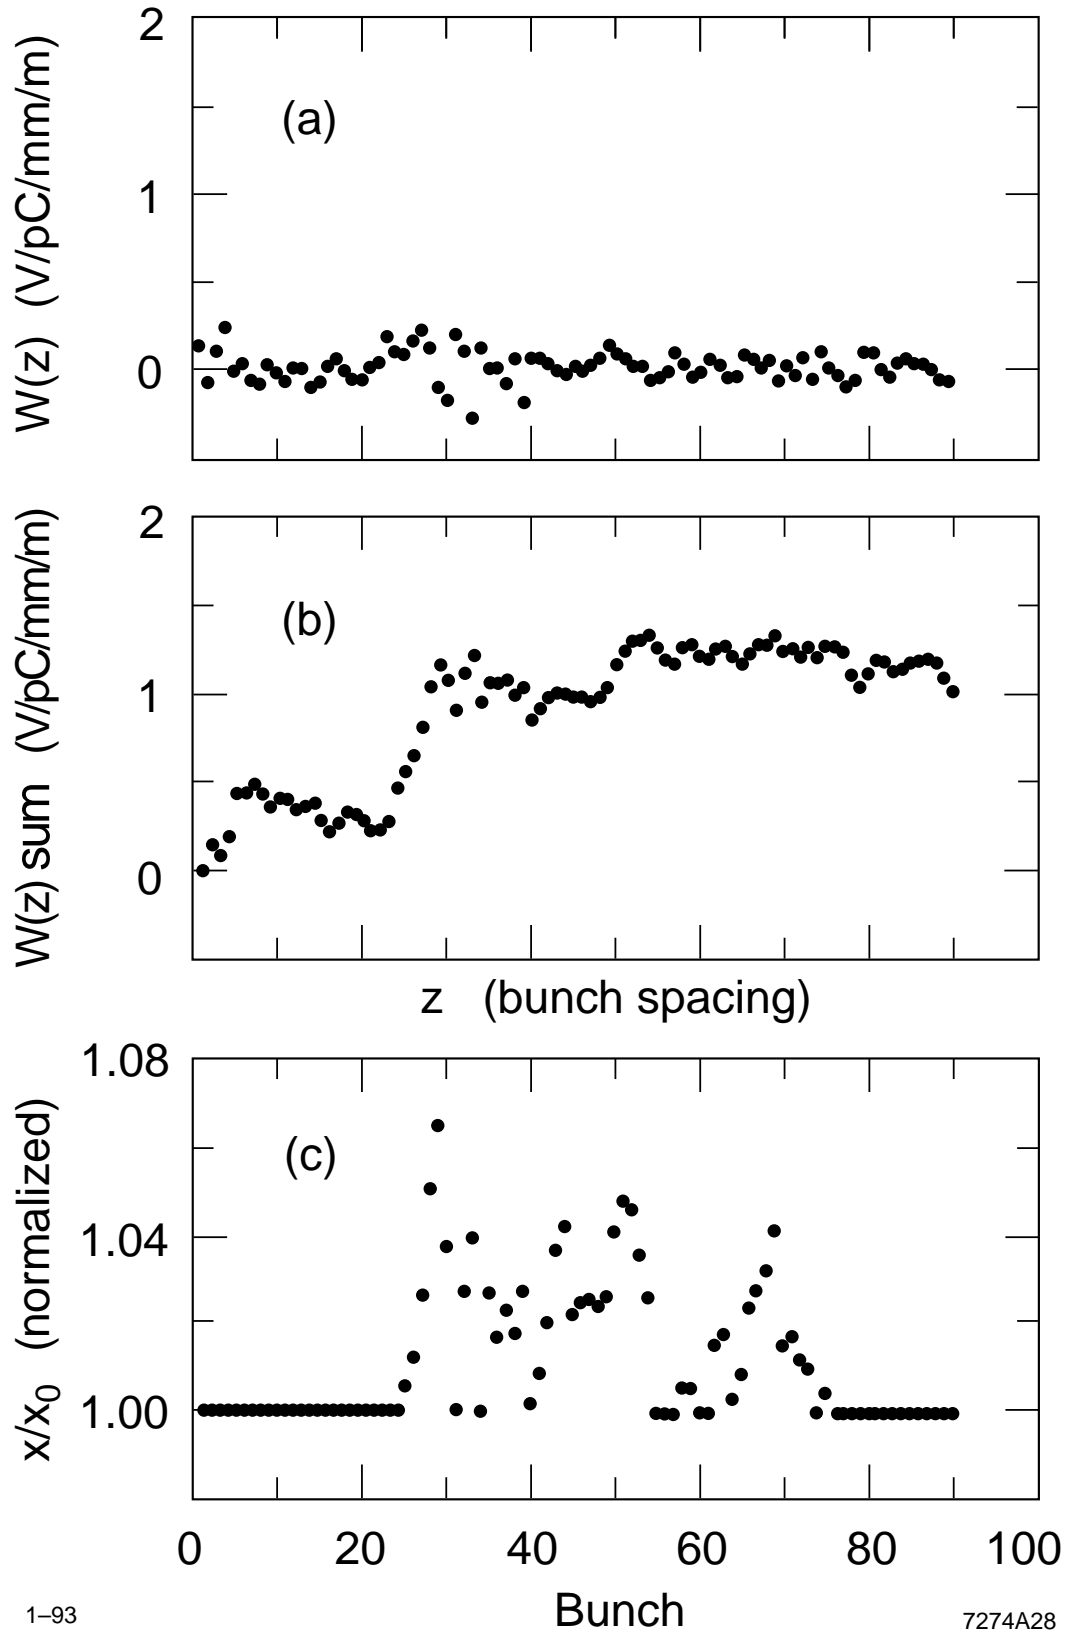 2
(a)
1
0
W(z) (V/pC/mm/m)
2
(b)
1
0
W(z) sum (V/pC/mm/m)
z (bunch spacing)
1.08
(c)
1.04
1.00
x/x0 (normalized)
0 20 40 60 80 100
Bunch
1–93
7274A28